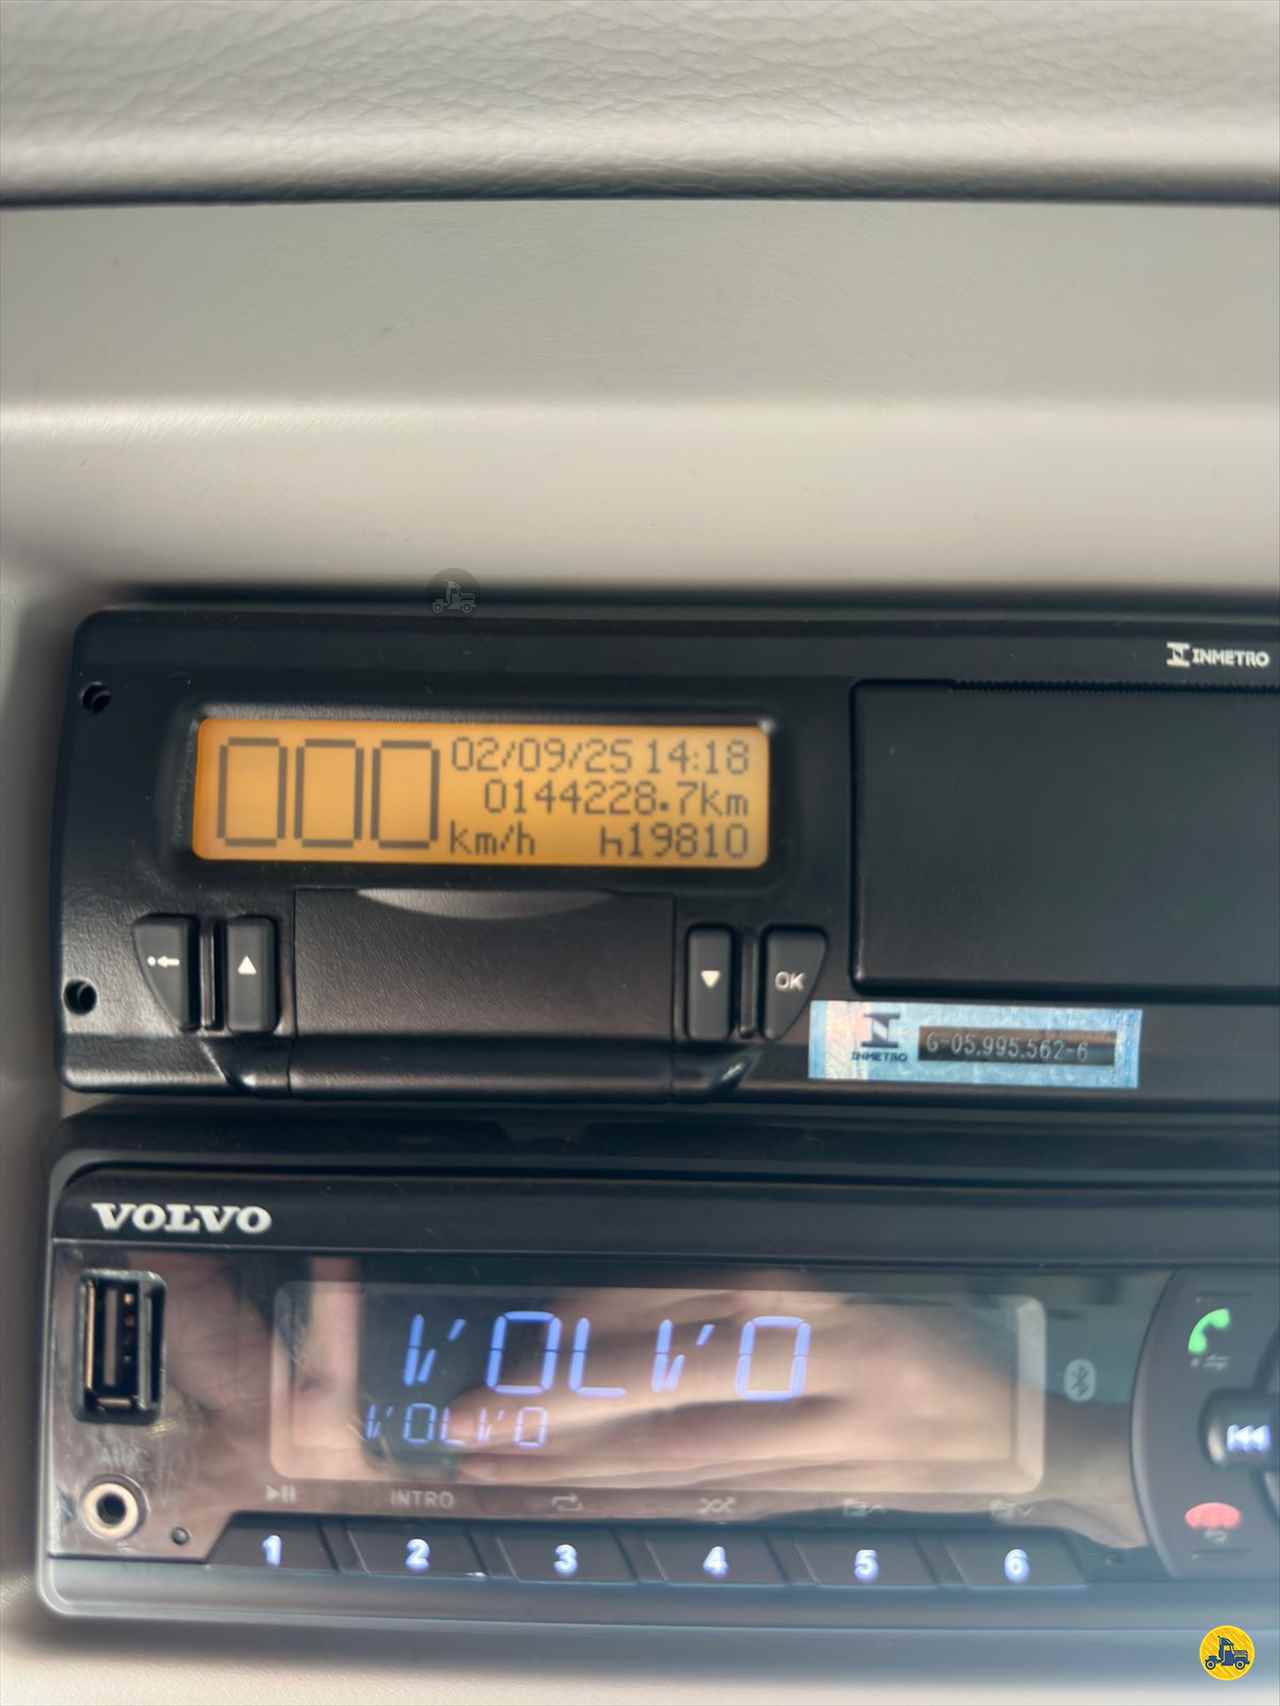 INMETRO
000 02/09/25 14:18
0144228.7km
km/h h19810
OK
INMETRO G-05.995.562-6
VOLVO
VOLVO
VOLVO
AUX
INTRO
1 2 3 4 5 6